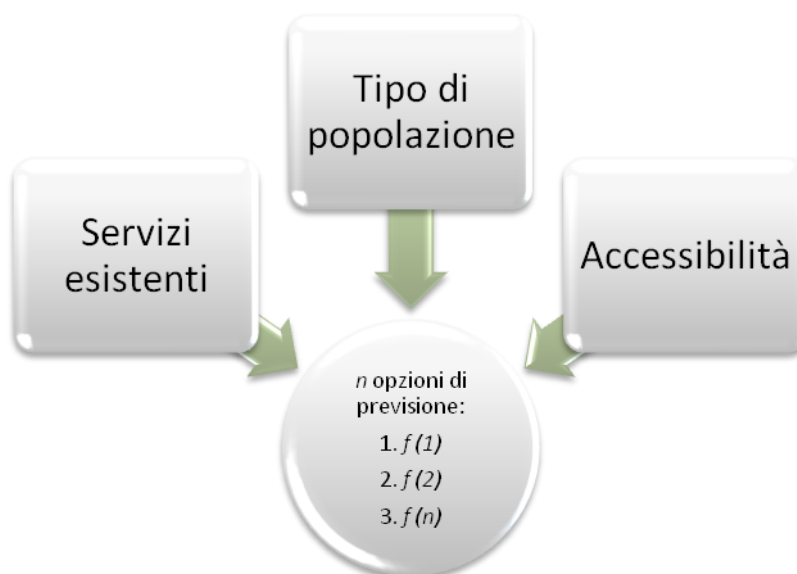 Tipo di
popolazione
Servizi
esistenti
Accessibilità
n opzioni di
previsione:
1. f (1)
2. f (2)
3. f (n)